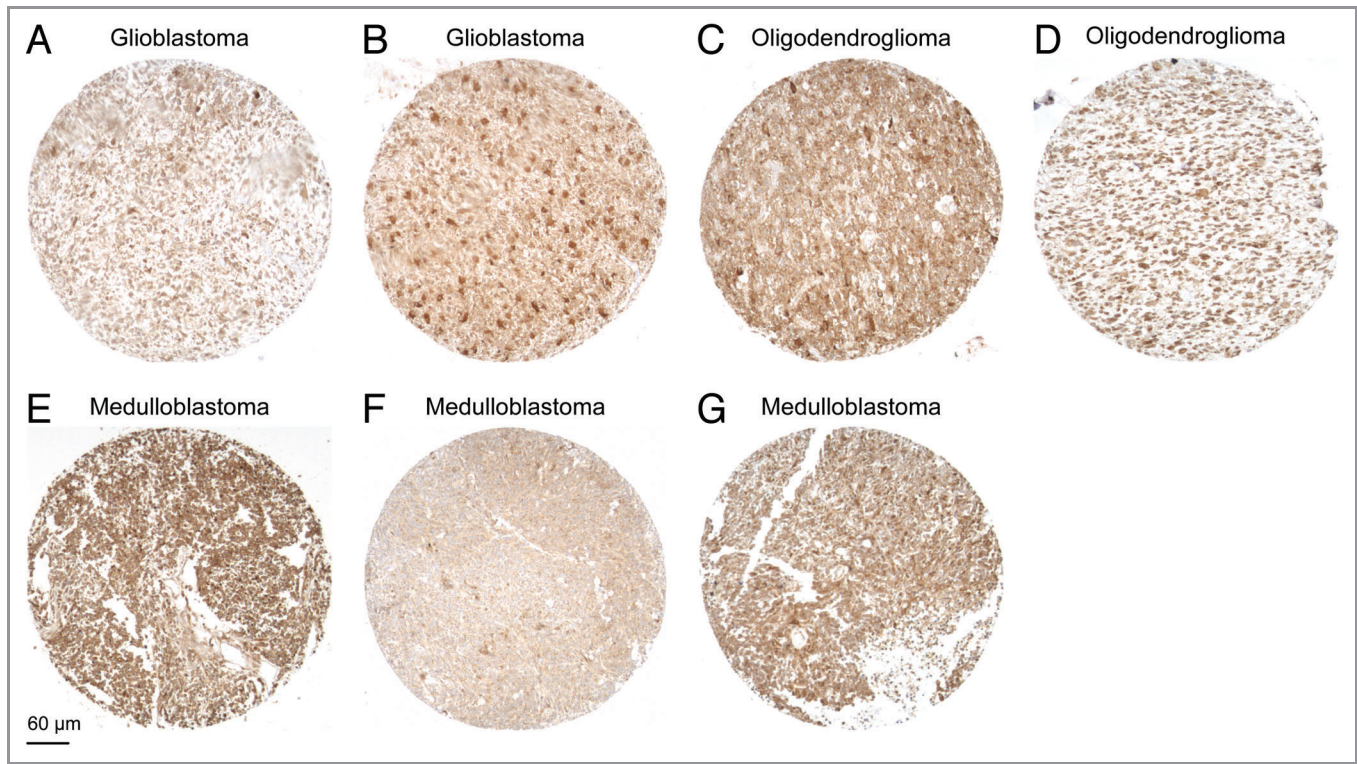 A Glioblastoma
B Glioblastoma
C Oligodendroglioma
D Oligodendroglioma
E Medulloblastoma
F Medulloblastoma
G Medulloblastoma
60 µm